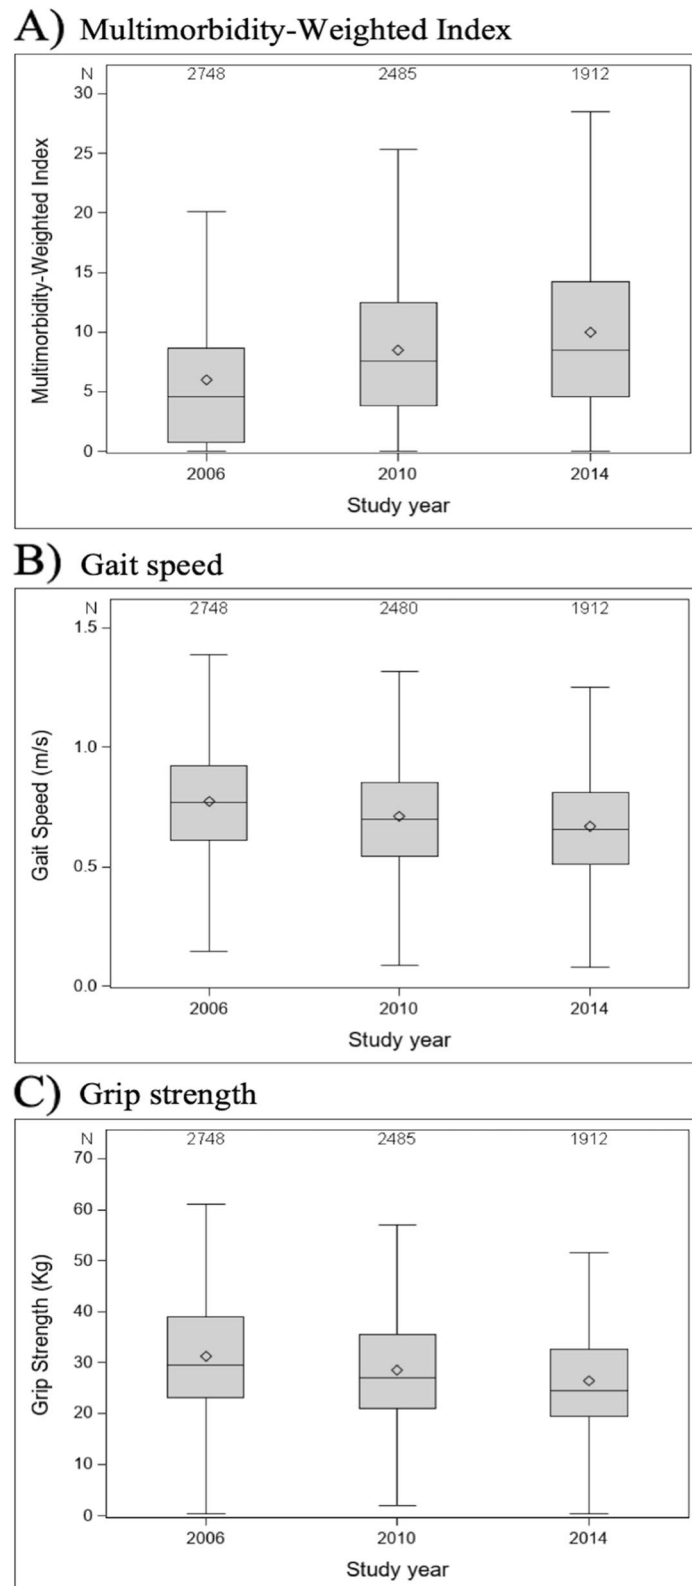 A) Multimorbidity-Weighted Index
N 2748 2485 1912
30
25
20
15
10
5
0
Multimorbidity-Weighted Index
2006 2010 2014
Study year
B) Gait speed
N 2748 2480 1912
1.5
1.0
0.5
0.0
Gait Speed (m/s)
2006 2010 2014
Study year
C) Grip strength
N 2748 2485 1912
70
60
50
40
30
20
10
0
Grip Strength (Kg)
2006 2010 2014
Study year